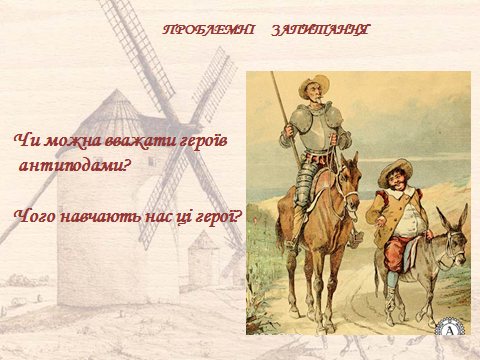 ПРОБЛЕМНІ ЗАПИТАННЯ
Чи можна вважати героїв
антиподами?
Чого навчають нас ці герої?
А